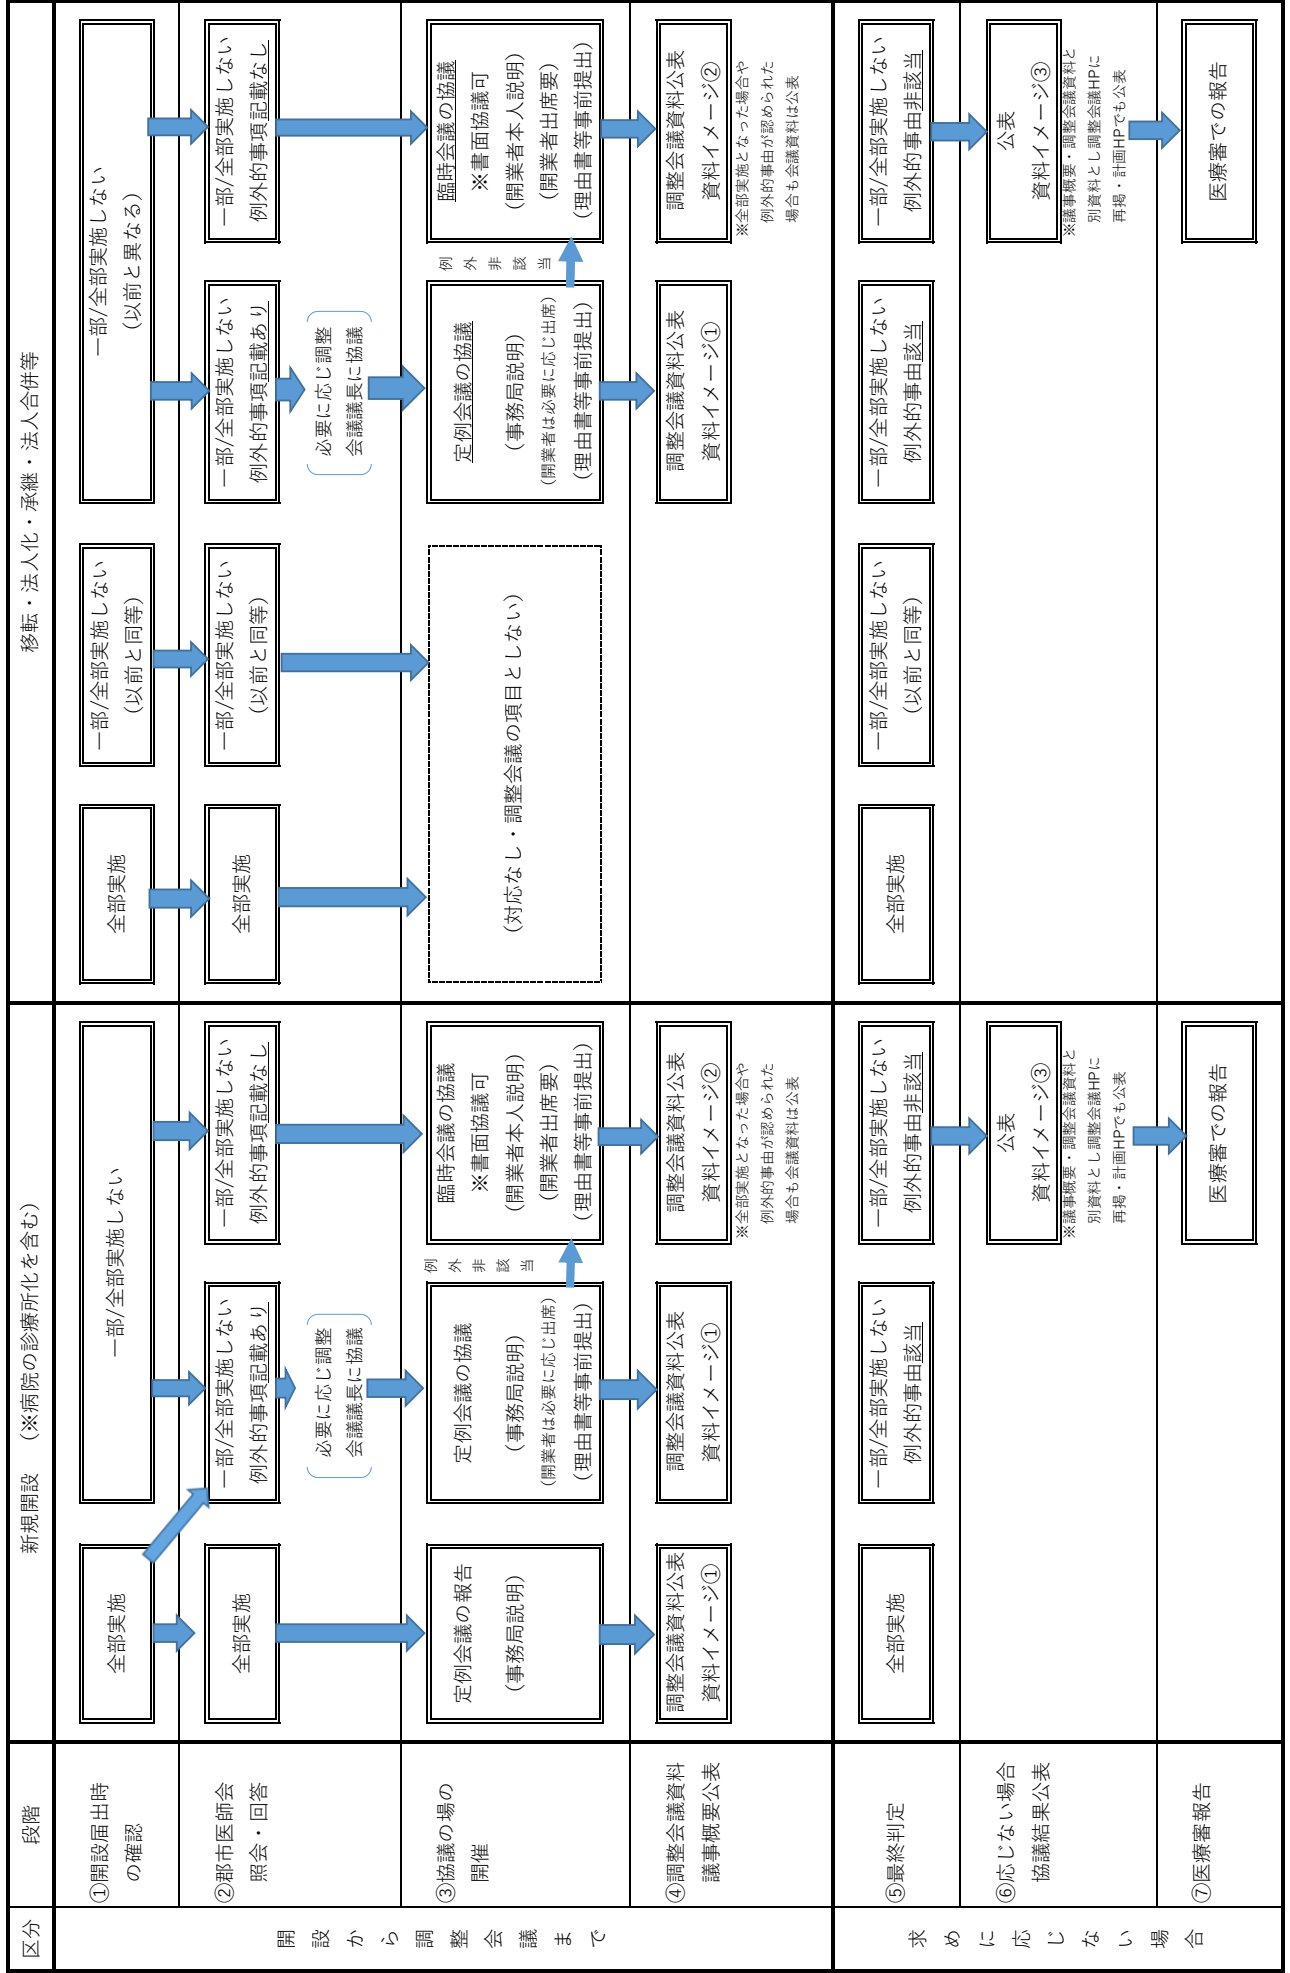 区分
段階
新規開設　（※病院の診療所化を含む）
移転・法人化・承継・法人合併等
開設から調整会議まで
①開設届出時
の確認
全部実施
一部/全部実施しない
全部実施
一部/全部実施しない
（以前と同等）
一部/全部実施しない
（以前と異なる）
②郡市医師会
照会・回答
全部実施
一部/全部実施しない
例外的事項記載あり
一部/全部実施しない
例外的事項記載なし
全部実施
一部/全部実施しない
（以前と同等）
一部/全部実施しない
例外的事項記載あり
一部/全部実施しない
例外的事項記載なし
必要に応じ調整
会議議長に協議
必要に応じ調整
会議議長に協議
③協議の場の
開催
定例会議の報告
（事務局説明）
定例会議の協議
（事務局説明）
（開業者は必要に応じ出席）
（理由書等事前提出）
例外非該当
臨時会議の協議
※書面協議可
（開業者本人説明）
（開業者出席要）
（理由書等事前提出）
（対応なし・調整会議の項目としない）
定例会議の協議
（事務局説明）
（開業者は必要に応じ出席）
（理由書等事前提出）
例外非該当
臨時会議の協議
※書面協議可
（開業者本人説明）
（開業者出席要）
（理由書等事前提出）
④調整会議資料
議事概要公表
調整会議資料公表
資料イメージ①
調整会議資料公表
資料イメージ①
調整会議資料公表
資料イメージ②
※全部実施となった場合や
例外的事由が認められた
場合も会議資料は公表
調整会議資料公表
資料イメージ①
調整会議資料公表
資料イメージ②
※全部実施となった場合や
例外的事由が認められた
場合も会議資料は公表
求めに応じない場合
⑤最終判定
全部実施
一部/全部実施しない
例外的事由該当
一部/全部実施しない
例外的事由非該当
全部実施
一部/全部実施しない
（以前と同等）
一部/全部実施しない
例外的事由該当
一部/全部実施しない
例外的事由非該当
⑥応じない場合
協議結果公表
公表
資料イメージ③
※議事概要・調整会議資料と
別資料とし調整会議HPに
再掲・計画HPでも公表
公表
資料イメージ③
※議事概要・調整会議資料と
別資料とし調整会議HPに
再掲・計画HPでも公表
⑦医療審報告
医療審での報告
医療審での報告